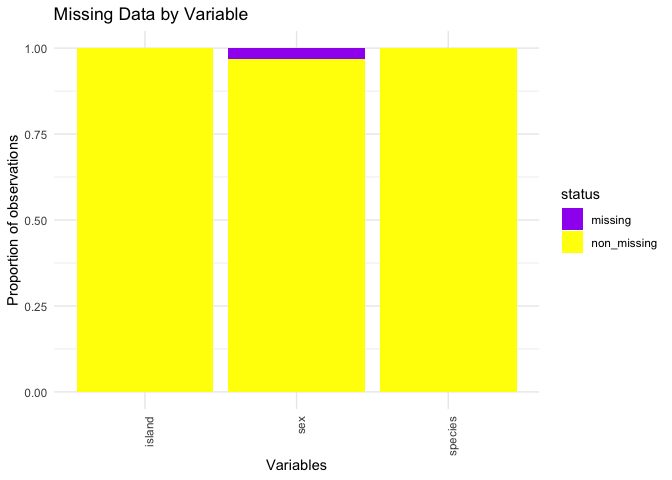 Missing Data by Variable
Proportion of observations
1.00
0.75
0.50
0.25
0.00
island
sex
species
Variables
status
missing
non_missing